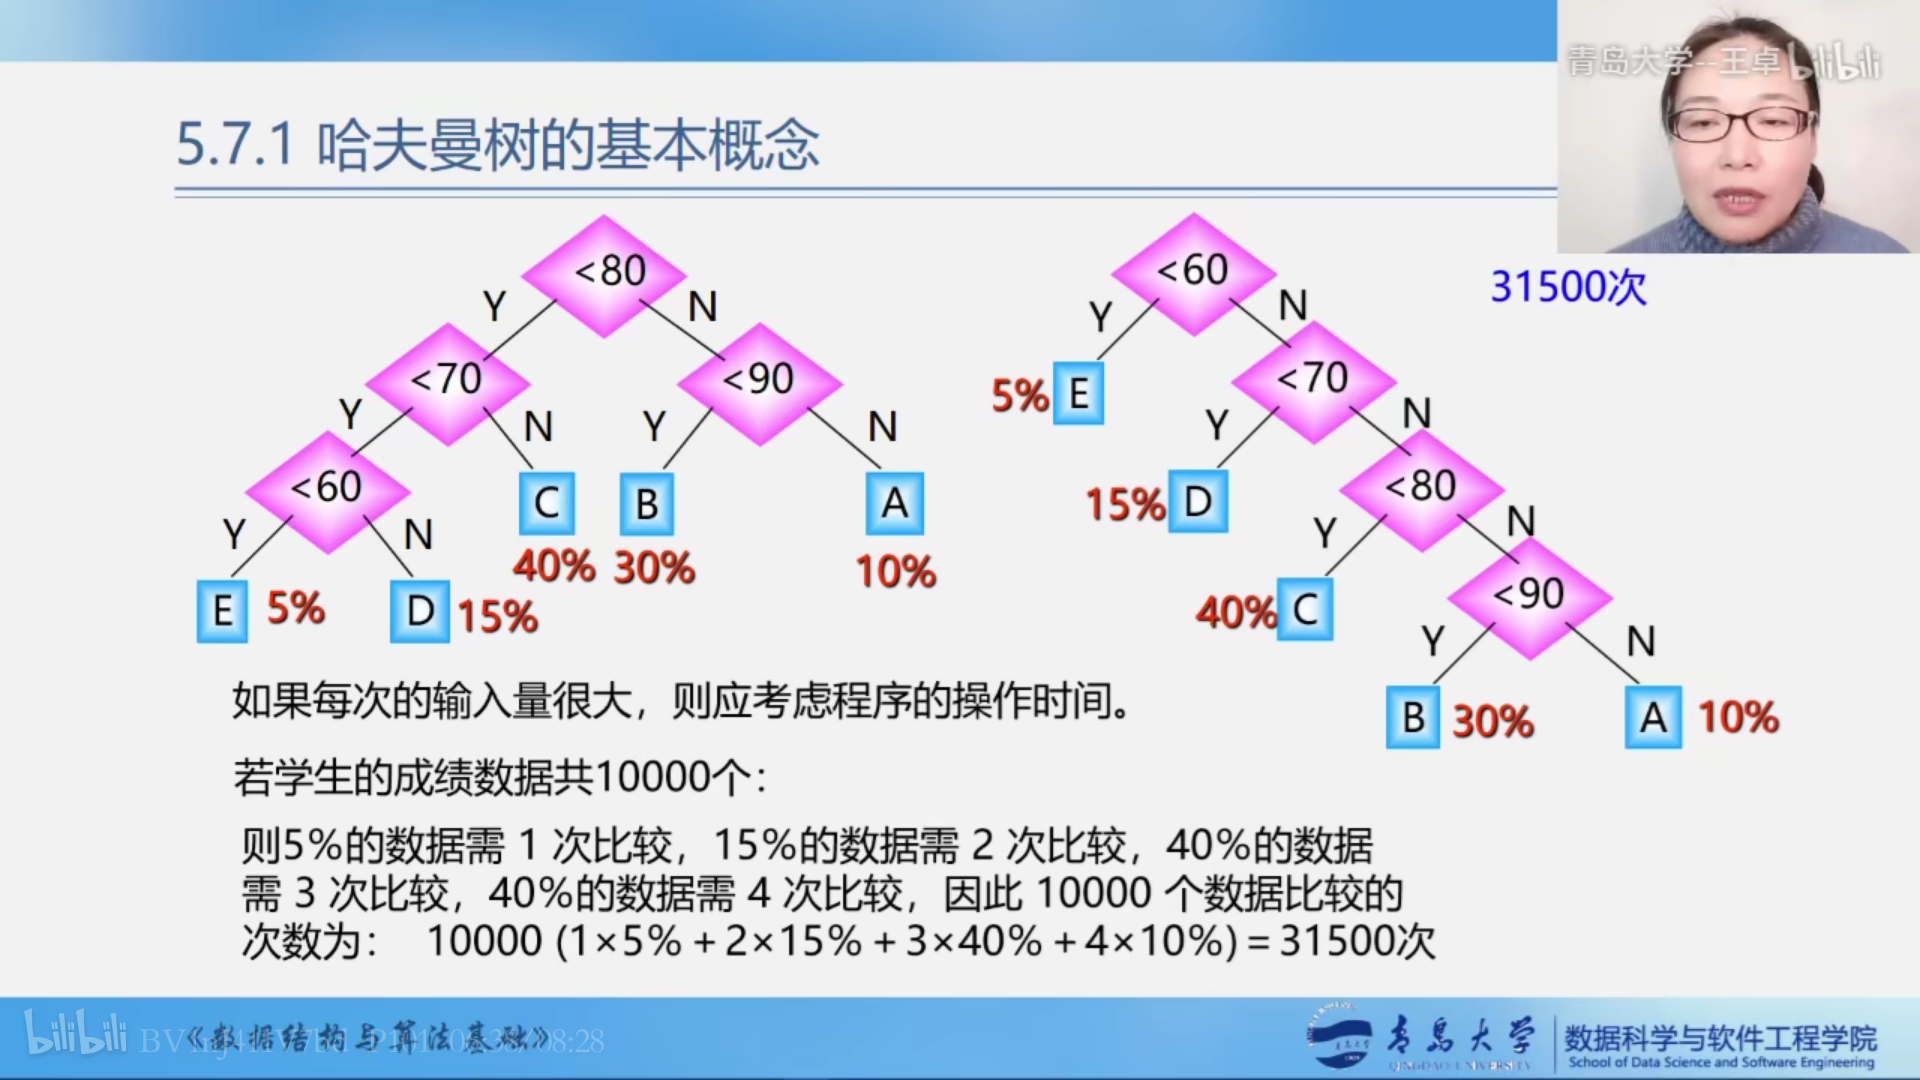 青岛大学--王卓 bilibili
5.7.1 哈夫曼树的基本概念
31500次
<80
Y
N
<70
<90
Y
N
Y
N
<60
C
B
A
Y
N
40%
30%
10%
E
5%
D
15%
<60
Y
N
5%
E
<70
Y
N
15%
D
<80
Y
N
40%
C
<90
Y
N
B
30%
A
10%
如果每次的输入量很大，则应考虑程序的操作时间。
若学生的成绩数据共10000个：
则5%的数据需 1 次比较，15%的数据需 2 次比较，40%的数据
需 3 次比较，40%的数据需 4 次比较，因此 10000 个数据比较的
次数为： 10000 (1×5%+2×15%+3×40%+4×10%)=31500次
bilibili
《数据结构与算法基础》
08:28
青岛大学
QINGDAO UNIVERSITY
数据科学与软件工程学院
School of Data Science and Software Engineering